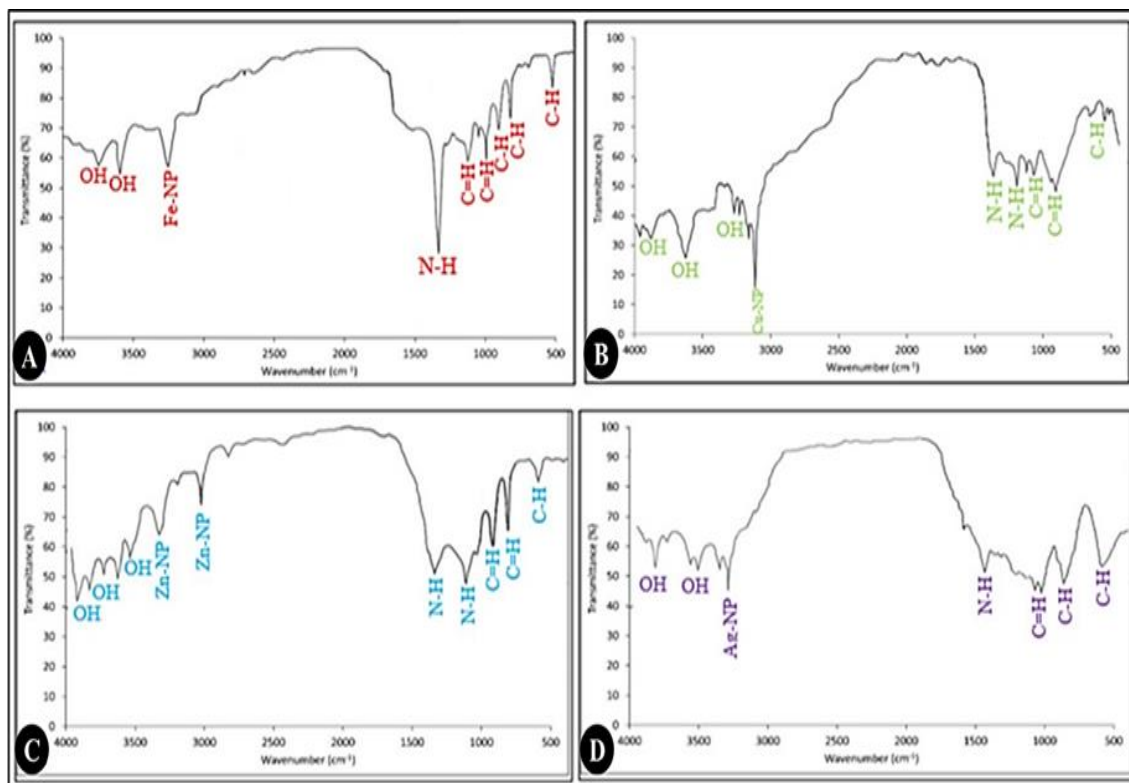 100
90
80
70
60
50
40
30
20
10
0
Transmittance (%)
4000 3500 3000 2500 2000 1500 1000 500
Wavenumber (cm⁻¹)
OH
OH
Fe-NP
N-H
C=H
C=H
C-H
C-H
C-H
A
100
90
80
70
60
50
40
30
20
10
0
Transmittance (%)
4000 3500 3000 2500 2000 1500 1000 500
Wavenumber (cm⁻¹)
OH
OH
OH
Cu-NP
N-H
N-H
C=H
C=H
C-H
B
100
90
80
70
60
50
40
30
20
10
0
Transmittance (%)
4000 3500 3000 2500 2000 1500 1000 500
Wavenumber (cm⁻¹)
OH
OH
OH
Zn-NP
Zn-NP
N-H
N-H
C=H
C=H
C-H
C
100
90
80
70
60
50
40
30
20
10
0
Transmittance (%)
4000 3500 3000 2500 2000 1500 1000 500
Wavenumber (cm⁻¹)
OH
OH
Ag-NP
N-H
C=H
C-H
C-H
D